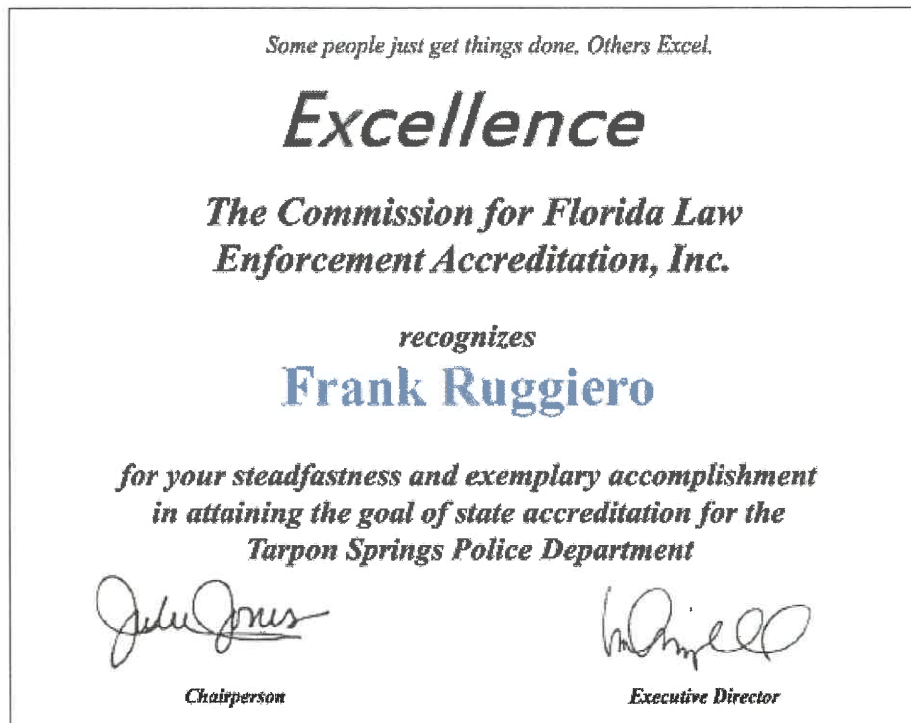 Some people just get things done. Others Excel.
Excellence
The Commission for Florida Law
Enforcement Accreditation, Inc.
recognizes
Frank Ruggiero
for your steadfastness and exemplary accomplishment
in attaining the goal of state accreditation for the
Tarpon Springs Police Department
Julie Jones
Chairperson
Executive Director